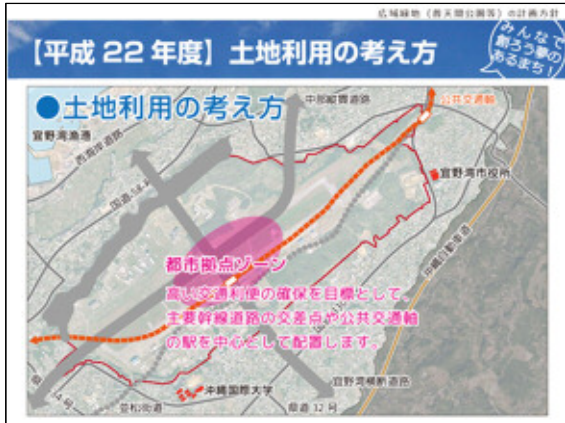 広域緑地(普天間公園等)の計画方針
【平成22年度】土地利用の考え方
みんなで
創ろう夢の
あるまち!
●土地利用の考え方
中部縦貫道路
公共交通軸
宜野湾漁港
西海岸道路
宜野湾市役所
国道58号
沖縄自動車道
都市拠点ゾーン
高い交通利便の確保を目標として、
主要幹線道路の交差点や公共交通軸
の駅を中心として配置します。
宜野湾横断道路
沖縄国際大学
並松街道
県道32号